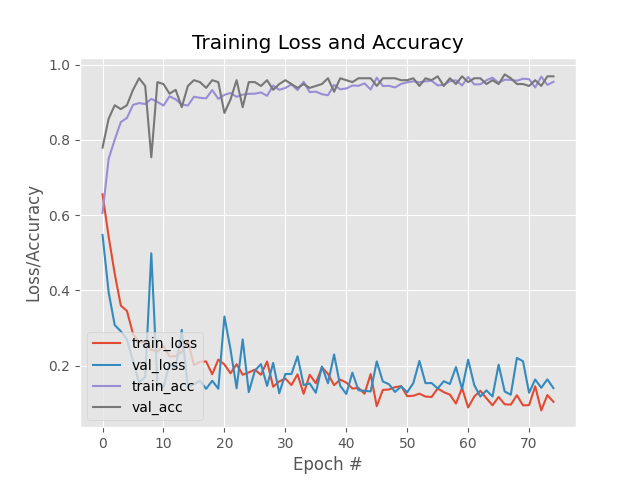 Training Loss and Accuracy
1.0
0.8
0.6
0.4
0.2
Loss/Accuracy
train_loss
val_loss
train_acc
val_acc
0 10 20 30 40 50 60 70
Epoch #